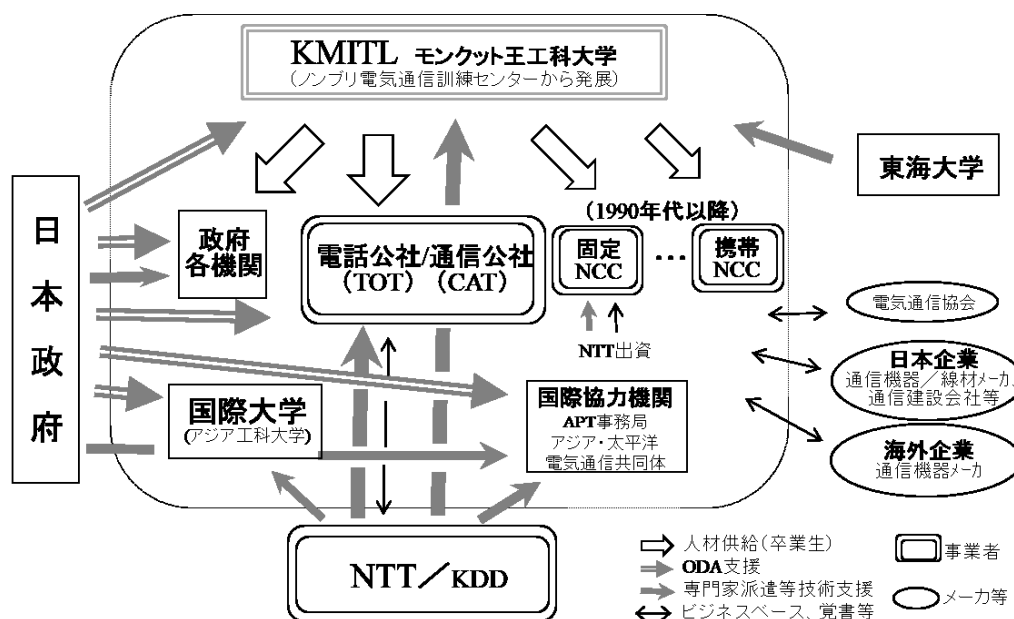 KMITL モンクット王工科大学
(ノンブリ電気通信訓練センターから発展)
東海大学
日本政府
(1990年代以降)
政府
各機関
電話公社/通信公社
(TOT) (CAT)
固定
NCC
・・・
携帯
NCC
電気通信協会
NTT出資
日本企業
通信機器／線材メーカ、
通信建設会社等
国際大学
(アジア工科大学)
国際協力機関
APT事務局
アジア・太平洋
電気通信共同体
海外企業
通信機器メーカ
NTT／KDD
人材供給(卒業生)
ODA支援
専門家派遣等技術支援
ビジネスベース、覚書等
事業者
メーカ等